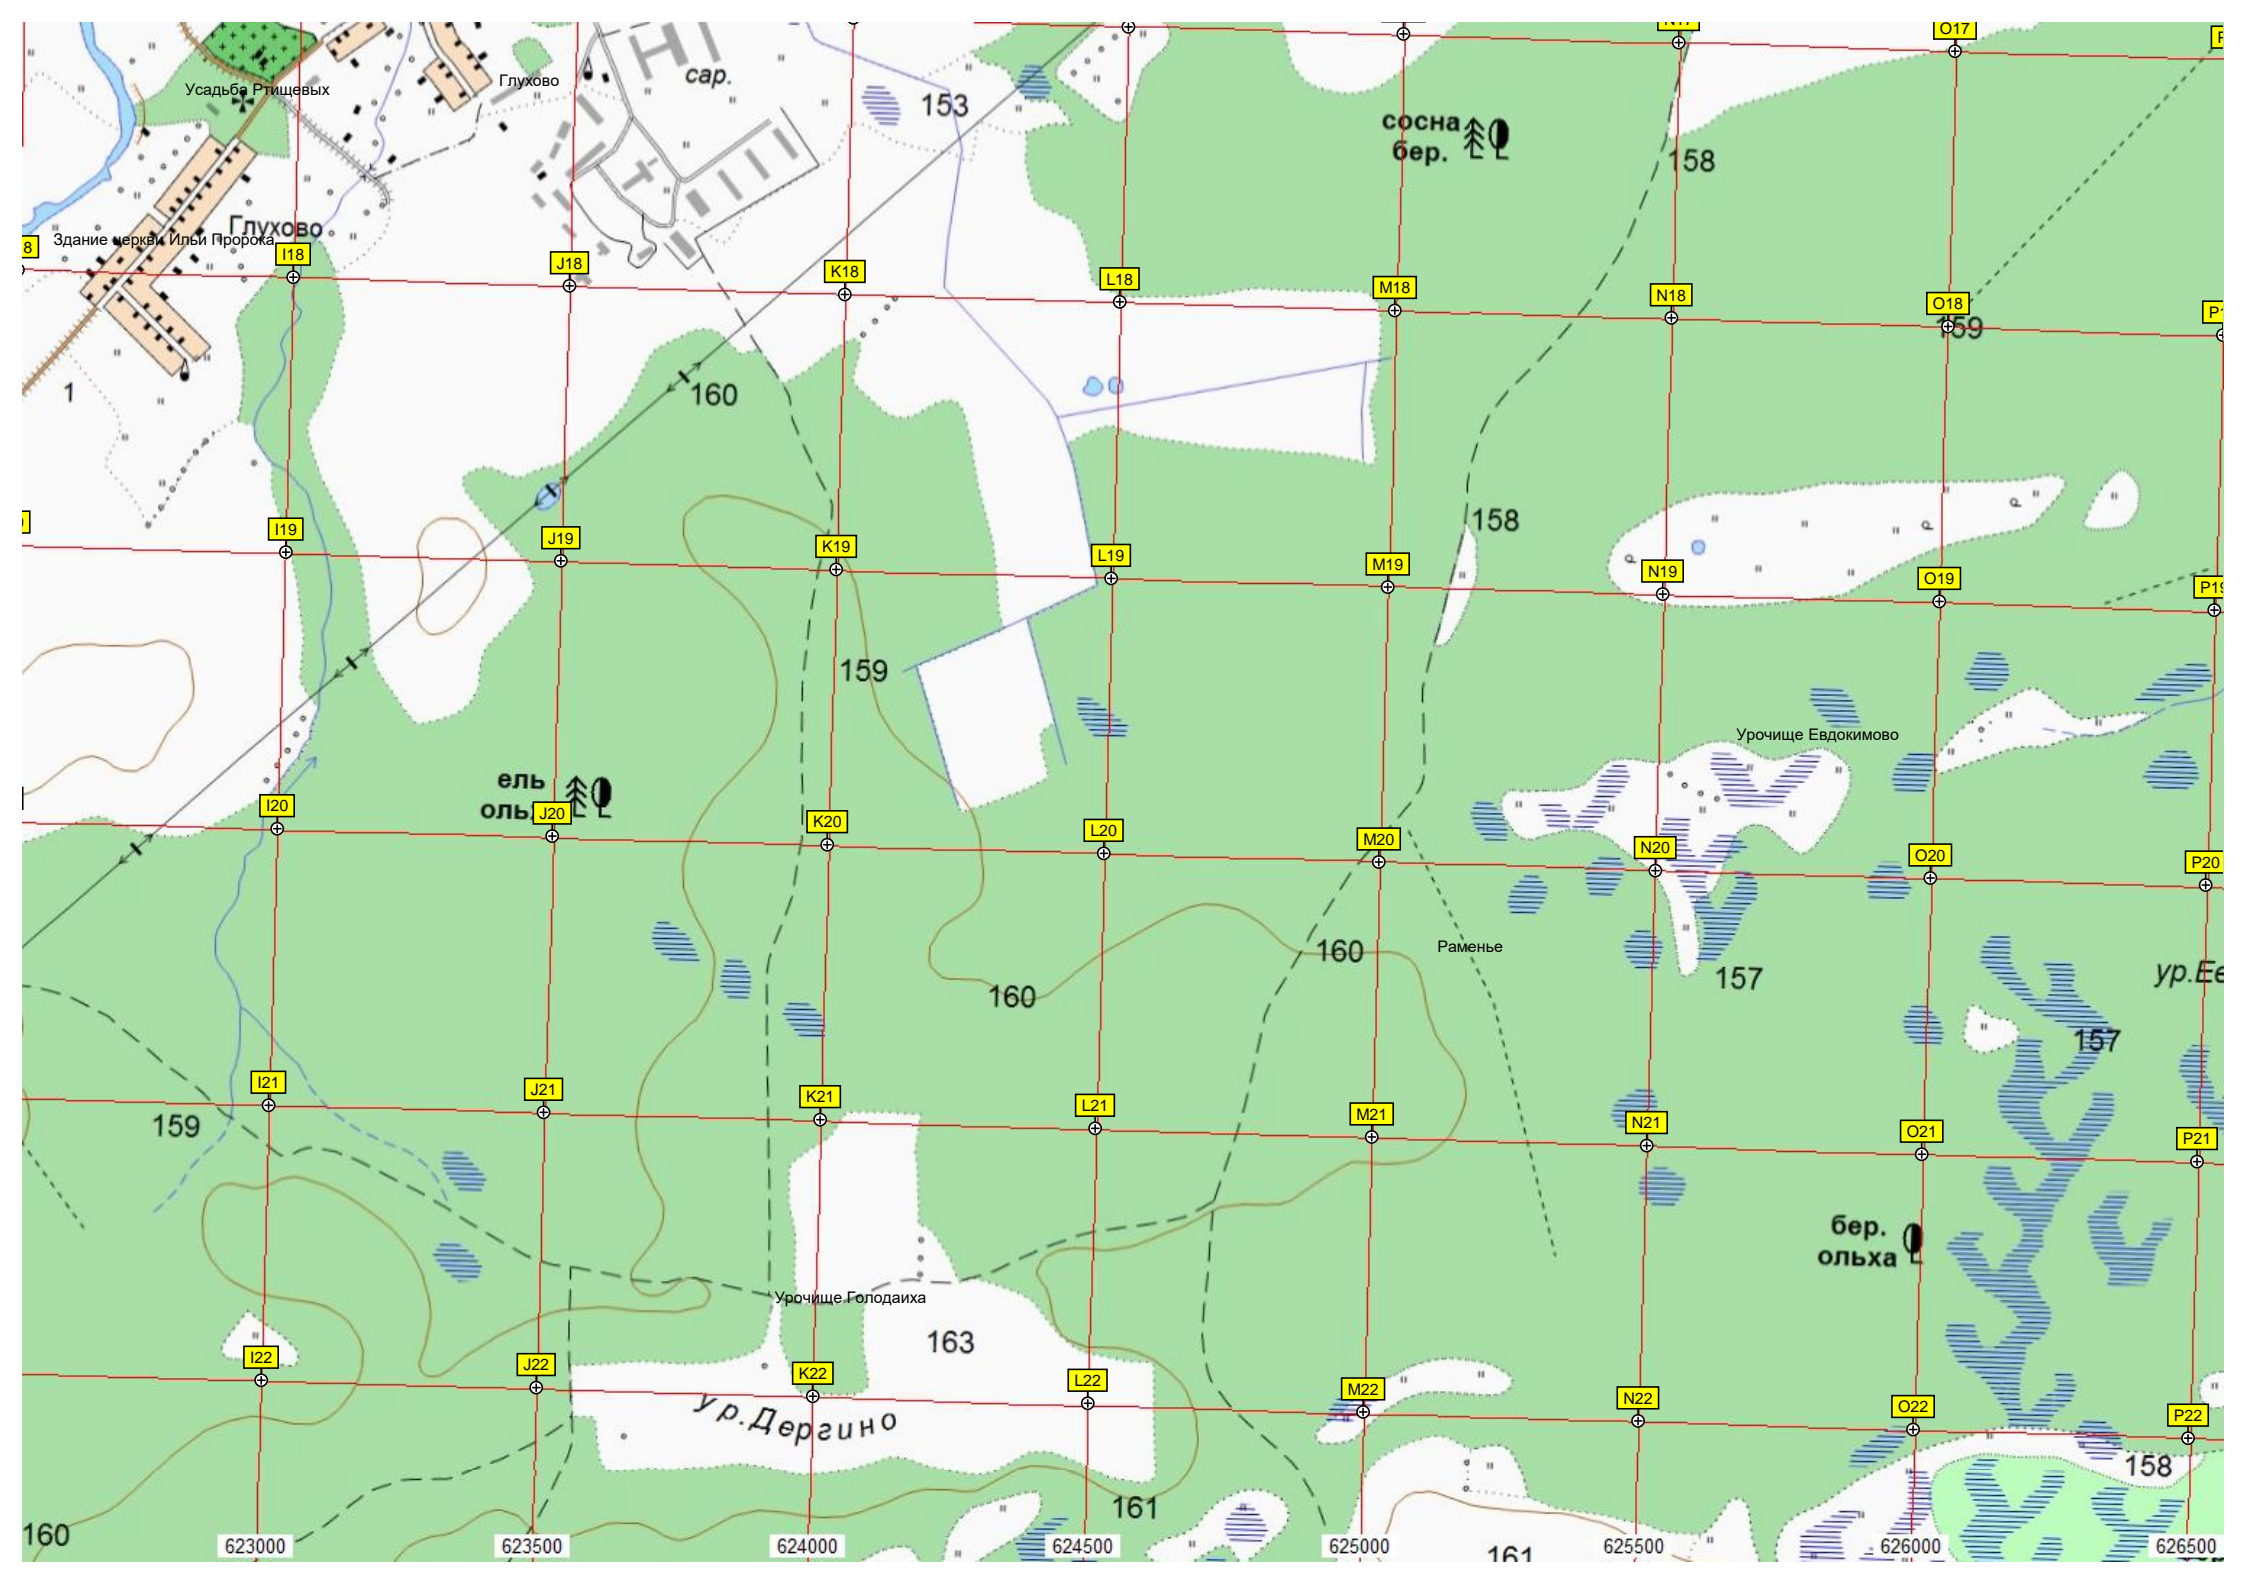 N17
O17
сар.
Глухово
Усадьба Ртищевых
153
сосна
бер.
158
Глухово
Здание церкви Ильи Пророка
8
I18
J18
K18
L18
M18
N18
O18
159
1
160
158
I19
J19
K19
L19
M19
N19
O19
P19
159
Урочище Евдокимово
ель
I20
J20
K20
L20
M20
N20
O20
P20
160
Раменье
160
157
157
I21
J21
K21
L21
M21
N21
O21
P21
159
бер.
ольха
Урочище Голодаиха
163
I22
J22
K22
L22
M22
N22
O22
P22
ур.Дергино
158
161
160
161
623000
623500
624000
624500
625000
625500
626000
626500